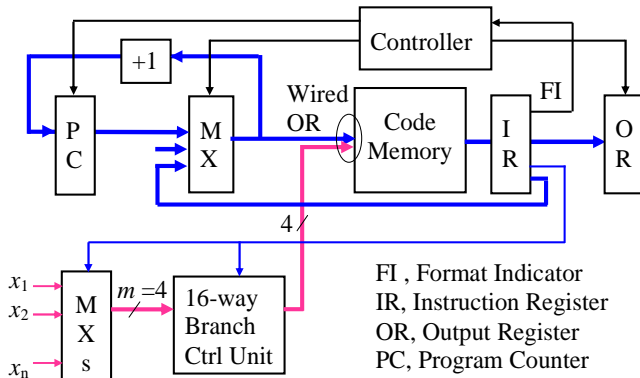 Controller
+1
FI
Wired
OR
P
C
M
X
Code
Memory
I
R
O
R
4
x1
x2
xn
M
X
s
m=4
16-way
Branch
Ctrl Unit
FI , Format Indicator
IR, Instruction Register
OR, Output Register
PC, Program Counter